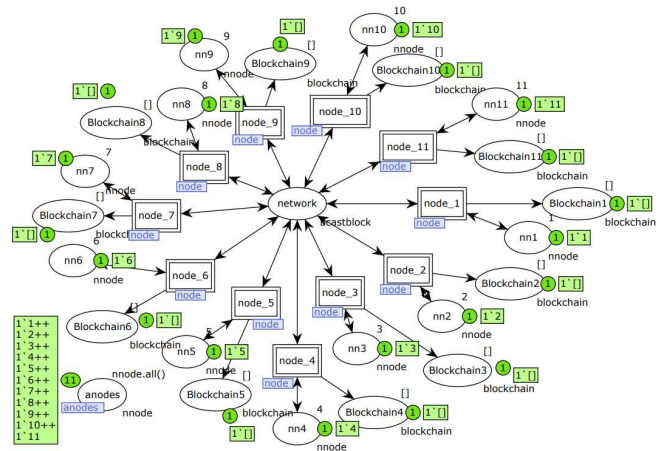 10
nn10
1
1`10
nnode
9
1`9
1
nn9
nnode
[]
1`[]
1
Blockchain9
[]
Blockchain10
1
1`[]
blockchain
node_10
node
11
nn11
1
1`11
nnode
8
nn8
1
1`8
nnode
node_9
node
[]
1`[]
1
Blockchain8
blockchain
node_8
node
node_11
node
[]
Blockchain11
1
1`[]
blockchain
7
1`7
1
nn7
nnode
[]
Blockchain7
1`[]
1
blockchain
node_7
node
network
ucastblock
node_1
node
[]
Blockchain1
1
1`[]
blockchain
1
nn1
1
1`1
nnode
6
nn6
1
1`6
nnode
node_6
node
node_2
node
[]
Blockchain2
1
1`[]
blockchain
2
nn2
1
1`2
nnode
[]
Blockchain6
1
1`[]
blockchain
node_5
node
5
nn5
1
1`5
nnode
node_3
node
3
nn3
1
1`3
nnode
[]
Blockchain3
1
1`[]
blockchain
node_4
node
[]
Blockchain5
1
1`[]
blockchain
4
nn4
1
1`4
nnode
[]
Blockchain4
1
1`[]
blockchain
1`1++
1`2++
1`3++
1`4++
1`5++
1`6++
1`7++
1`8++
1`9++
1`10++
1`11
nnode.all()
11
anodes
anodes
nnode